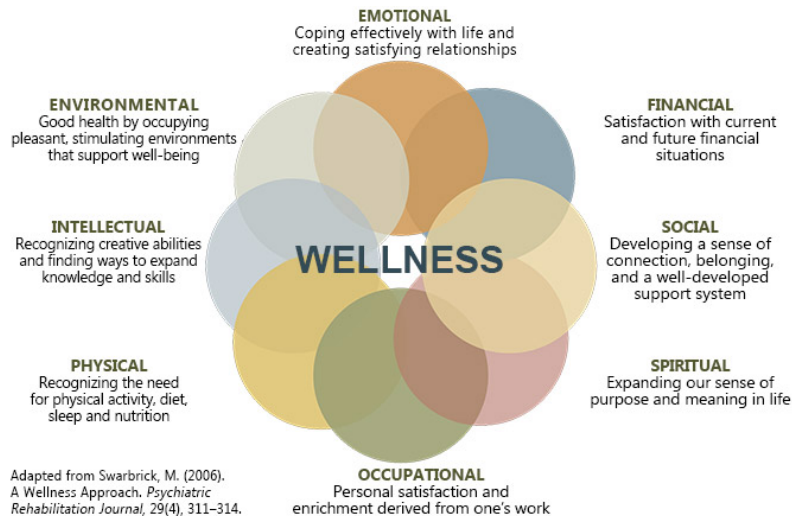 EMOTIONAL
Coping effectively with life and
creating satisfying relationships
ENVIRONMENTAL
Good health by occupying
pleasant, stimulating environments
that support well-being
FINANCIAL
Satisfaction with current
and future financial
situations
INTELLECTUAL
Recognizing creative abilities
and finding ways to expand
knowledge and skills
WELLNESS
SOCIAL
Developing a sense of
connection, belonging,
and a well-developed
support system
PHYSICAL
Recognizing the need
for physical activity, diet,
sleep and nutrition
SPIRITUAL
Expanding our sense of
purpose and meaning in life
OCCUPATIONAL
Personal satisfaction and
enrichment derived from one's work
Adapted from Swarbrick, M. (2006).
A Wellness Approach. Psychiatric
Rehabilitation Journal, 29(4), 311–314.